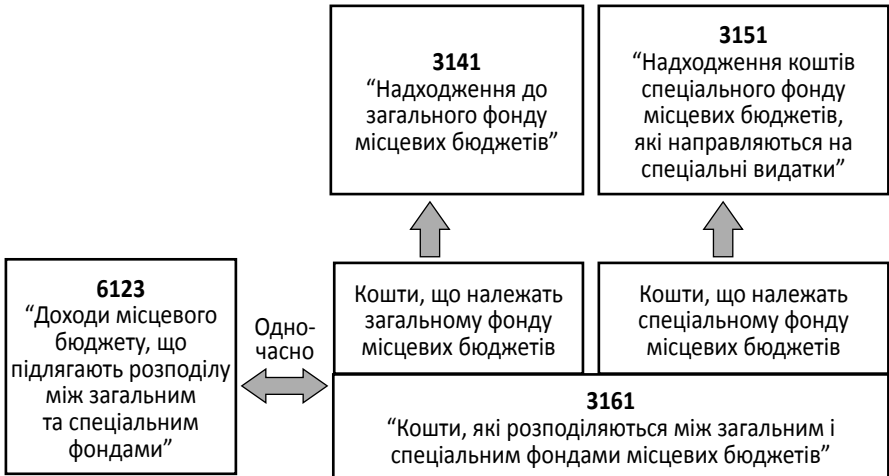 3141
“Надходження до
загального фонду
місцевих бюджетів”
3151
“Надходження коштів
спеціального фонду
місцевих бюджетів,
які направляються на
спеціальні видатки”
6123
“Доходи місцевого
бюджету, що
підлягають розподілу
між загальним
та спеціальним
фондами”
Одно-
часно
Кошти, що належать
загальному фонду
місцевих бюджетів
Кошти, що належать
спеціальному фонду
місцевих бюджетів
3161
“Кошти, які розподіляються між загальним і
спеціальним фондами місцевих бюджетів”